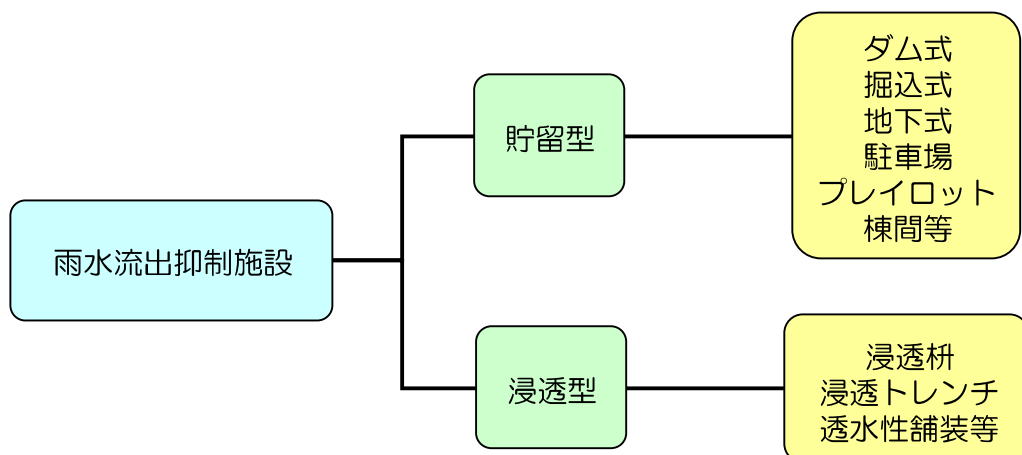 雨水流出抑制施設
貯留型
ダム式
掘込式
地下式
駐車場
プレイロット
棟間等
浸透型
浸透枡
浸透トレンチ
透水性舗装等